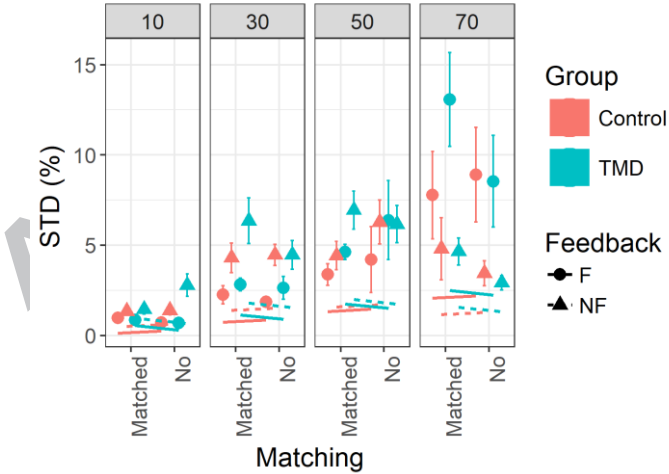 10 30 50 70
STD (%)
15
10
5
0
Matched No Matched No Matched No Matched No
Matching
Group
Control
TMD
Feedback
F
NF